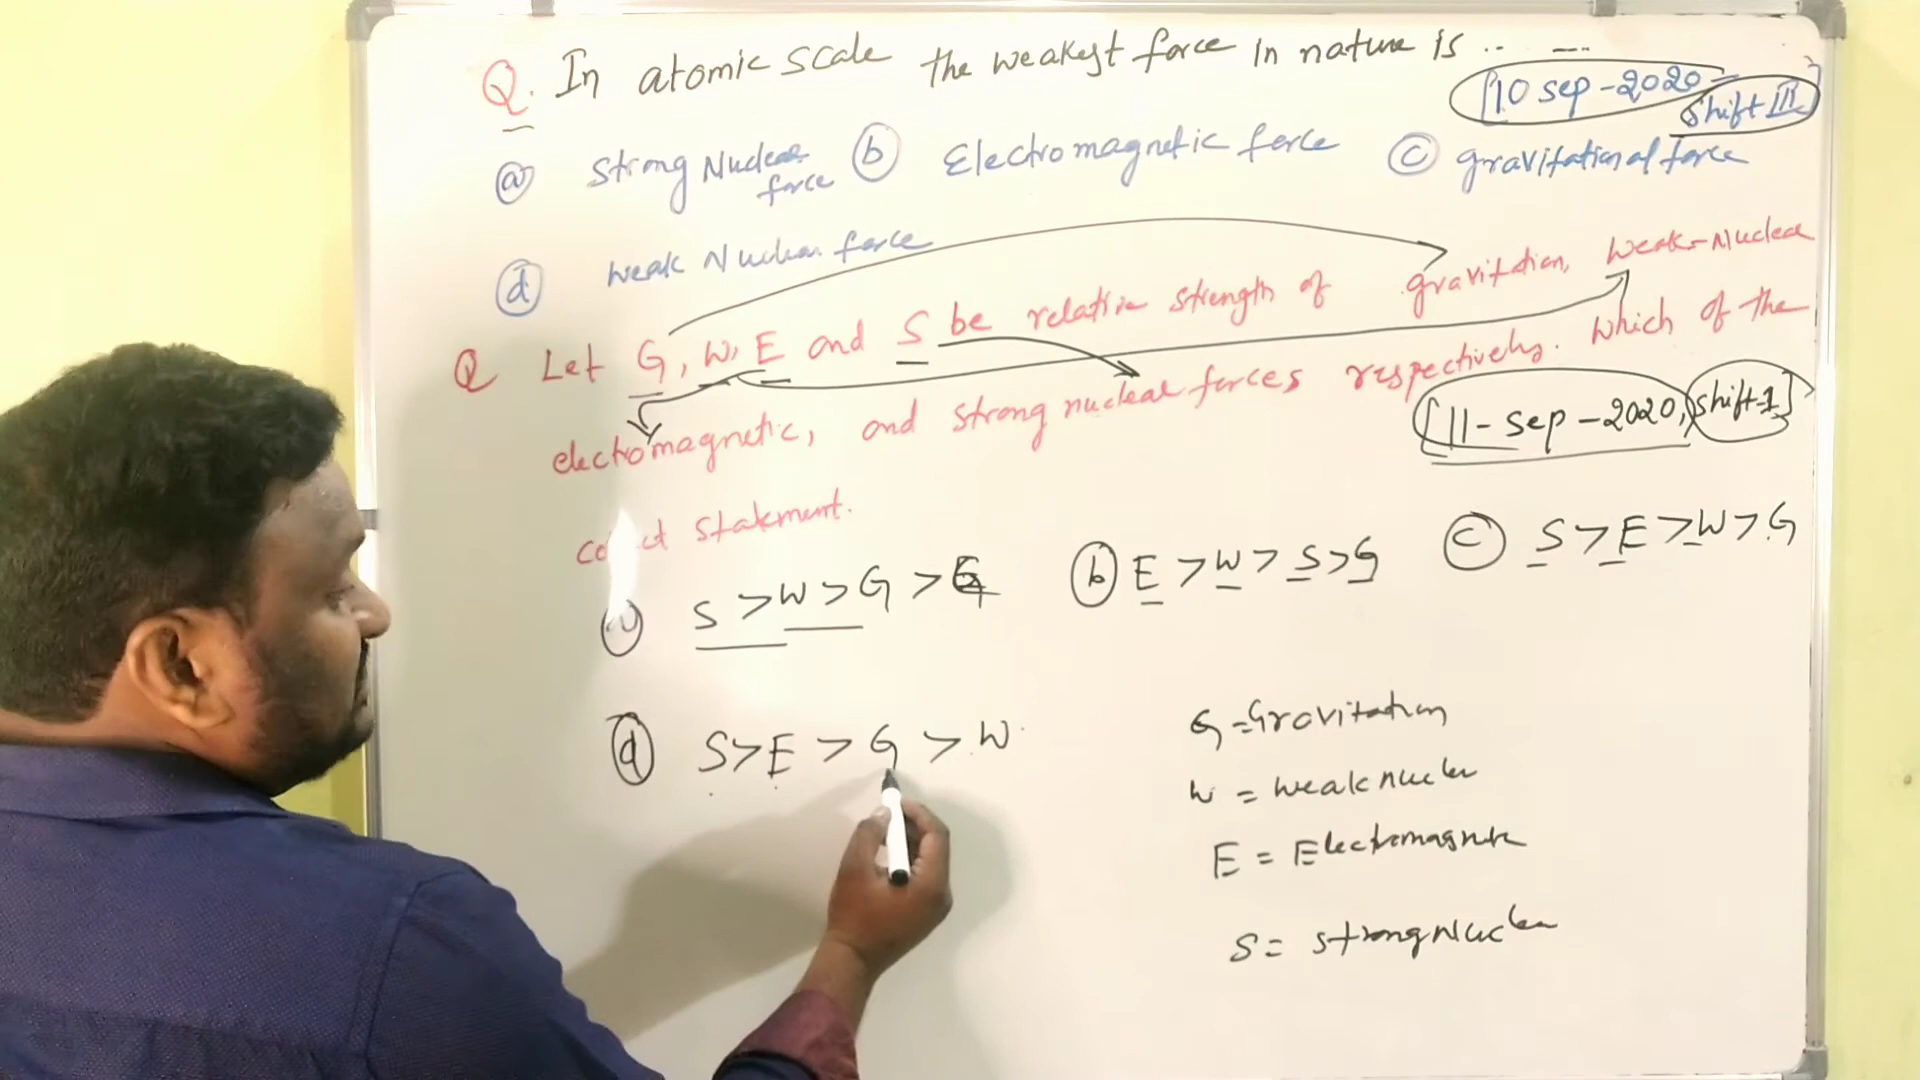 Q. In atomic scale the weakest force in nature is .. ---
[10 sep-2020-
shift III]
(a) Strong Nuclear force (b) Electromagnetic force (c) gravitational force
(d) weak Nuclear force
Q Let G, W, E and S be relative strength of gravitation, weak-Nuclear
electromagnetic, and strong nuclear forces respectively. Which of the
[11-sep-2020, shift-1]
statement.
S > W > G > (b) E > W > S > G (c) S > E > W > G
(d) S > E > G > W
G = Gravitation
W = weak nuclear
E = Electromagnetic
S = strong Nuclear